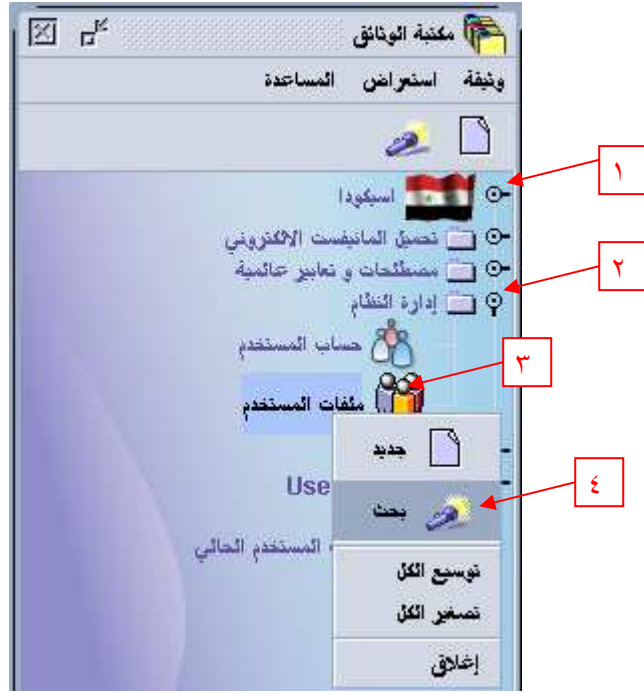 مكتبة الوثائق
وثيقة استعراض المساعدة
اسيكودا
١
تحميل المانيفست الالكتروني
مصطلحات و تعابير عالمية
٢
إدارة النظام
حساب المستخدم
٣
ملفات المستخدم
جديد
Use
بحث
٤
المستخدم الحالي
توسيع الكل
تصغير الكل
إغلاق